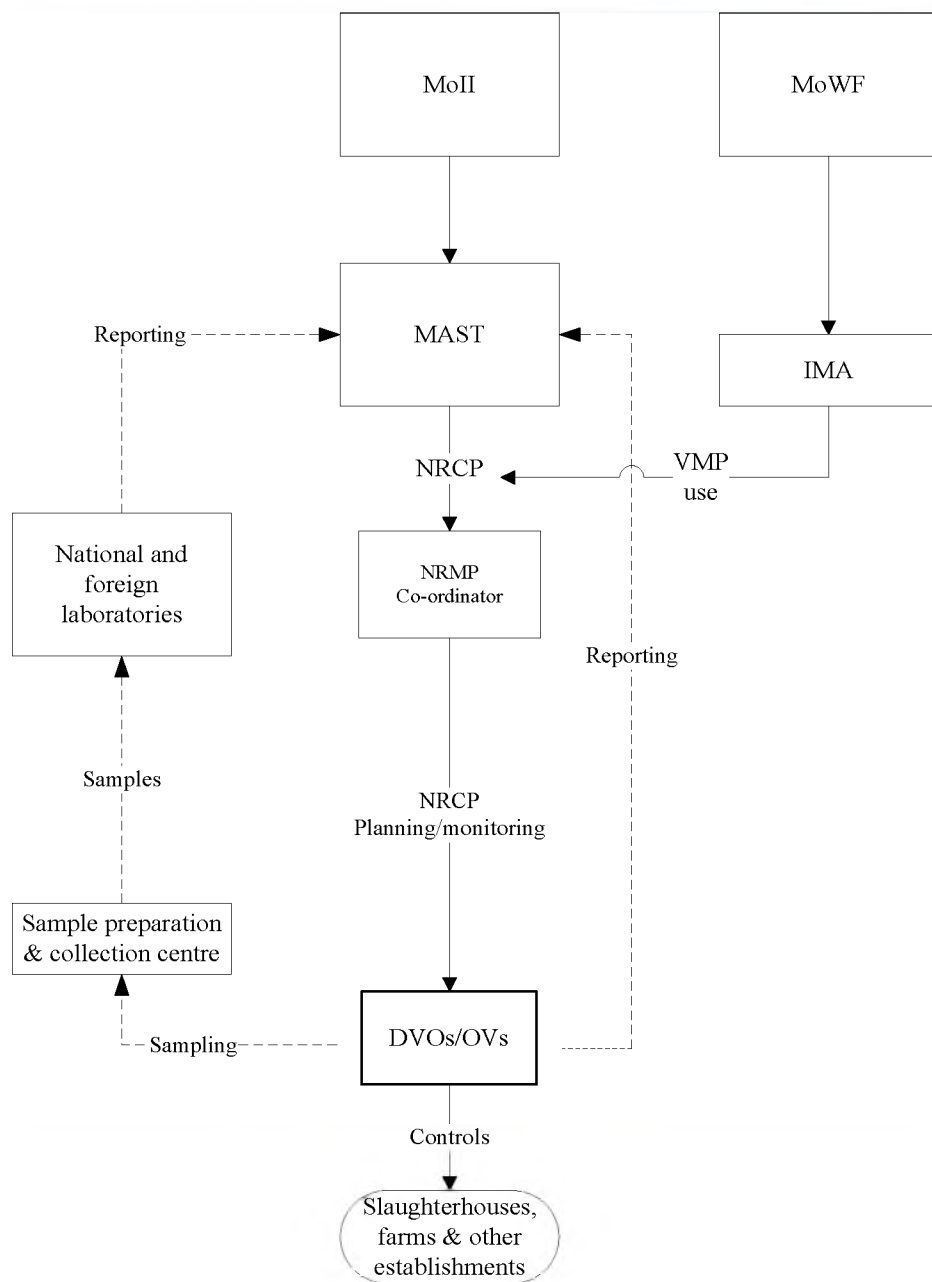 MoII
MoWF
MAST
Reporting
IMA
NRCP
VMP
use
National and
foreign
laboratories
NRMP
Co-ordinator
Reporting
Samples
NRCP
Planning/monitoring
Sample preparation
& collection centre
DVOs/OVs
Sampling
Controls
Slaughterhouses,
farms & other
establishments